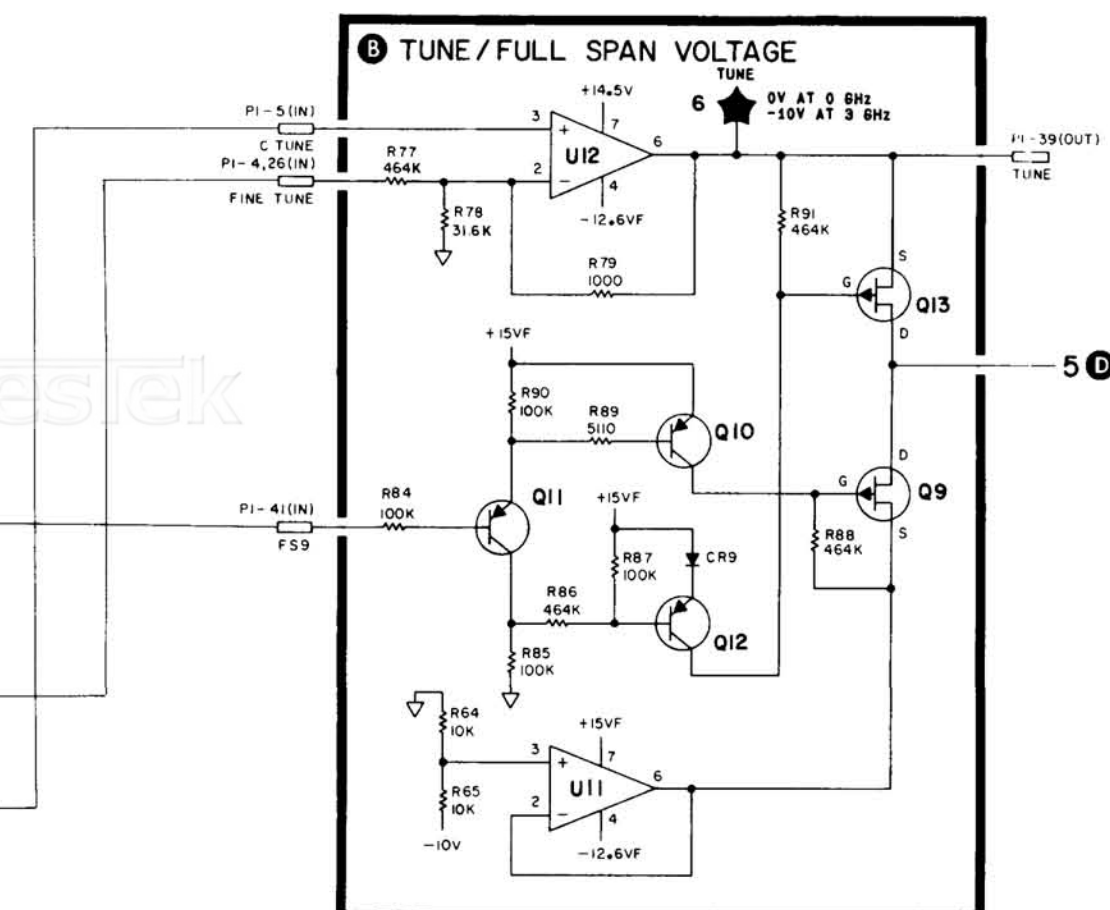 B TUNE/FULL SPAN VOLTAGE
TUNE
6 0V AT 0 GHz
-10V AT 3 GHz
+14.5V
P1-5(IN)
C TUNE
P1-4,26(IN)
FINE TUNE
R77
464K
R78
31.6K
3
+
7
U12
6
2
−
4
-12.6VF
P1-39(OUT)
TUNE
R91
464K
R79
1000
S
G
Q13
D
5 D
+15VF
R90
100K
R89
5110
Q10
D
G
Q9
S
P1-41(IN)
FS9
R84
100K
Q11
+15VF
R87
100K
CR9
R88
464K
R86
464K
Q12
R85
100K
R64
10K
R65
10K
-10V
+15VF
3
+
7
U11
6
2
−
4
-12.6VF
esTek